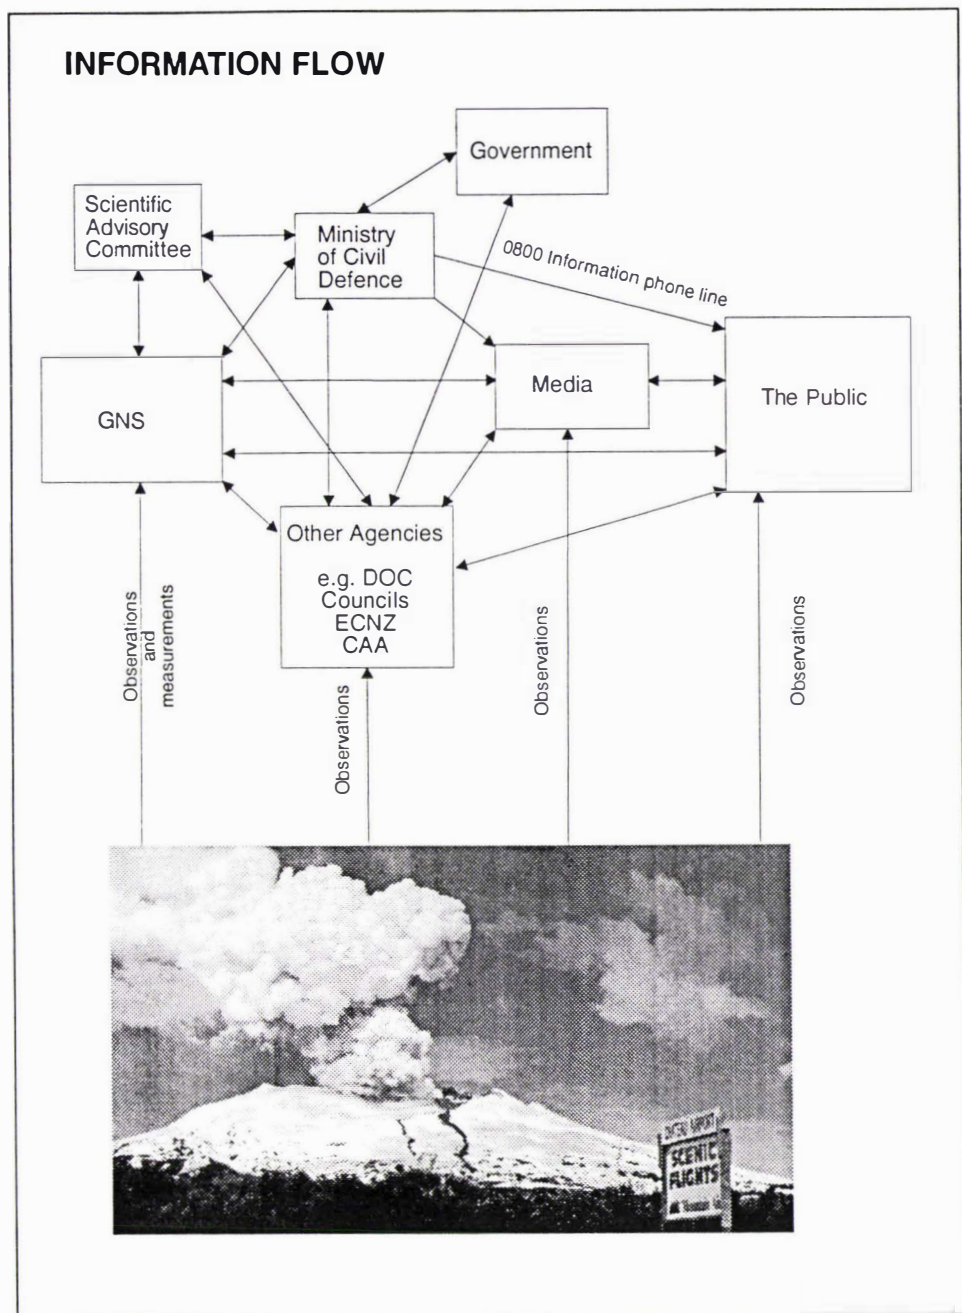 INFORMATION FLOW
Government
Scientific
Advisory
Committee
Ministry
of Civil
Defence
0800 Information phone line
GNS
Media
The Public
Other Agencies
e.g. DOC
Councils
ECNZ
CAA
Observations
and
measurements
Observations
Observations
Observations
SCENIC
FLIGHTS